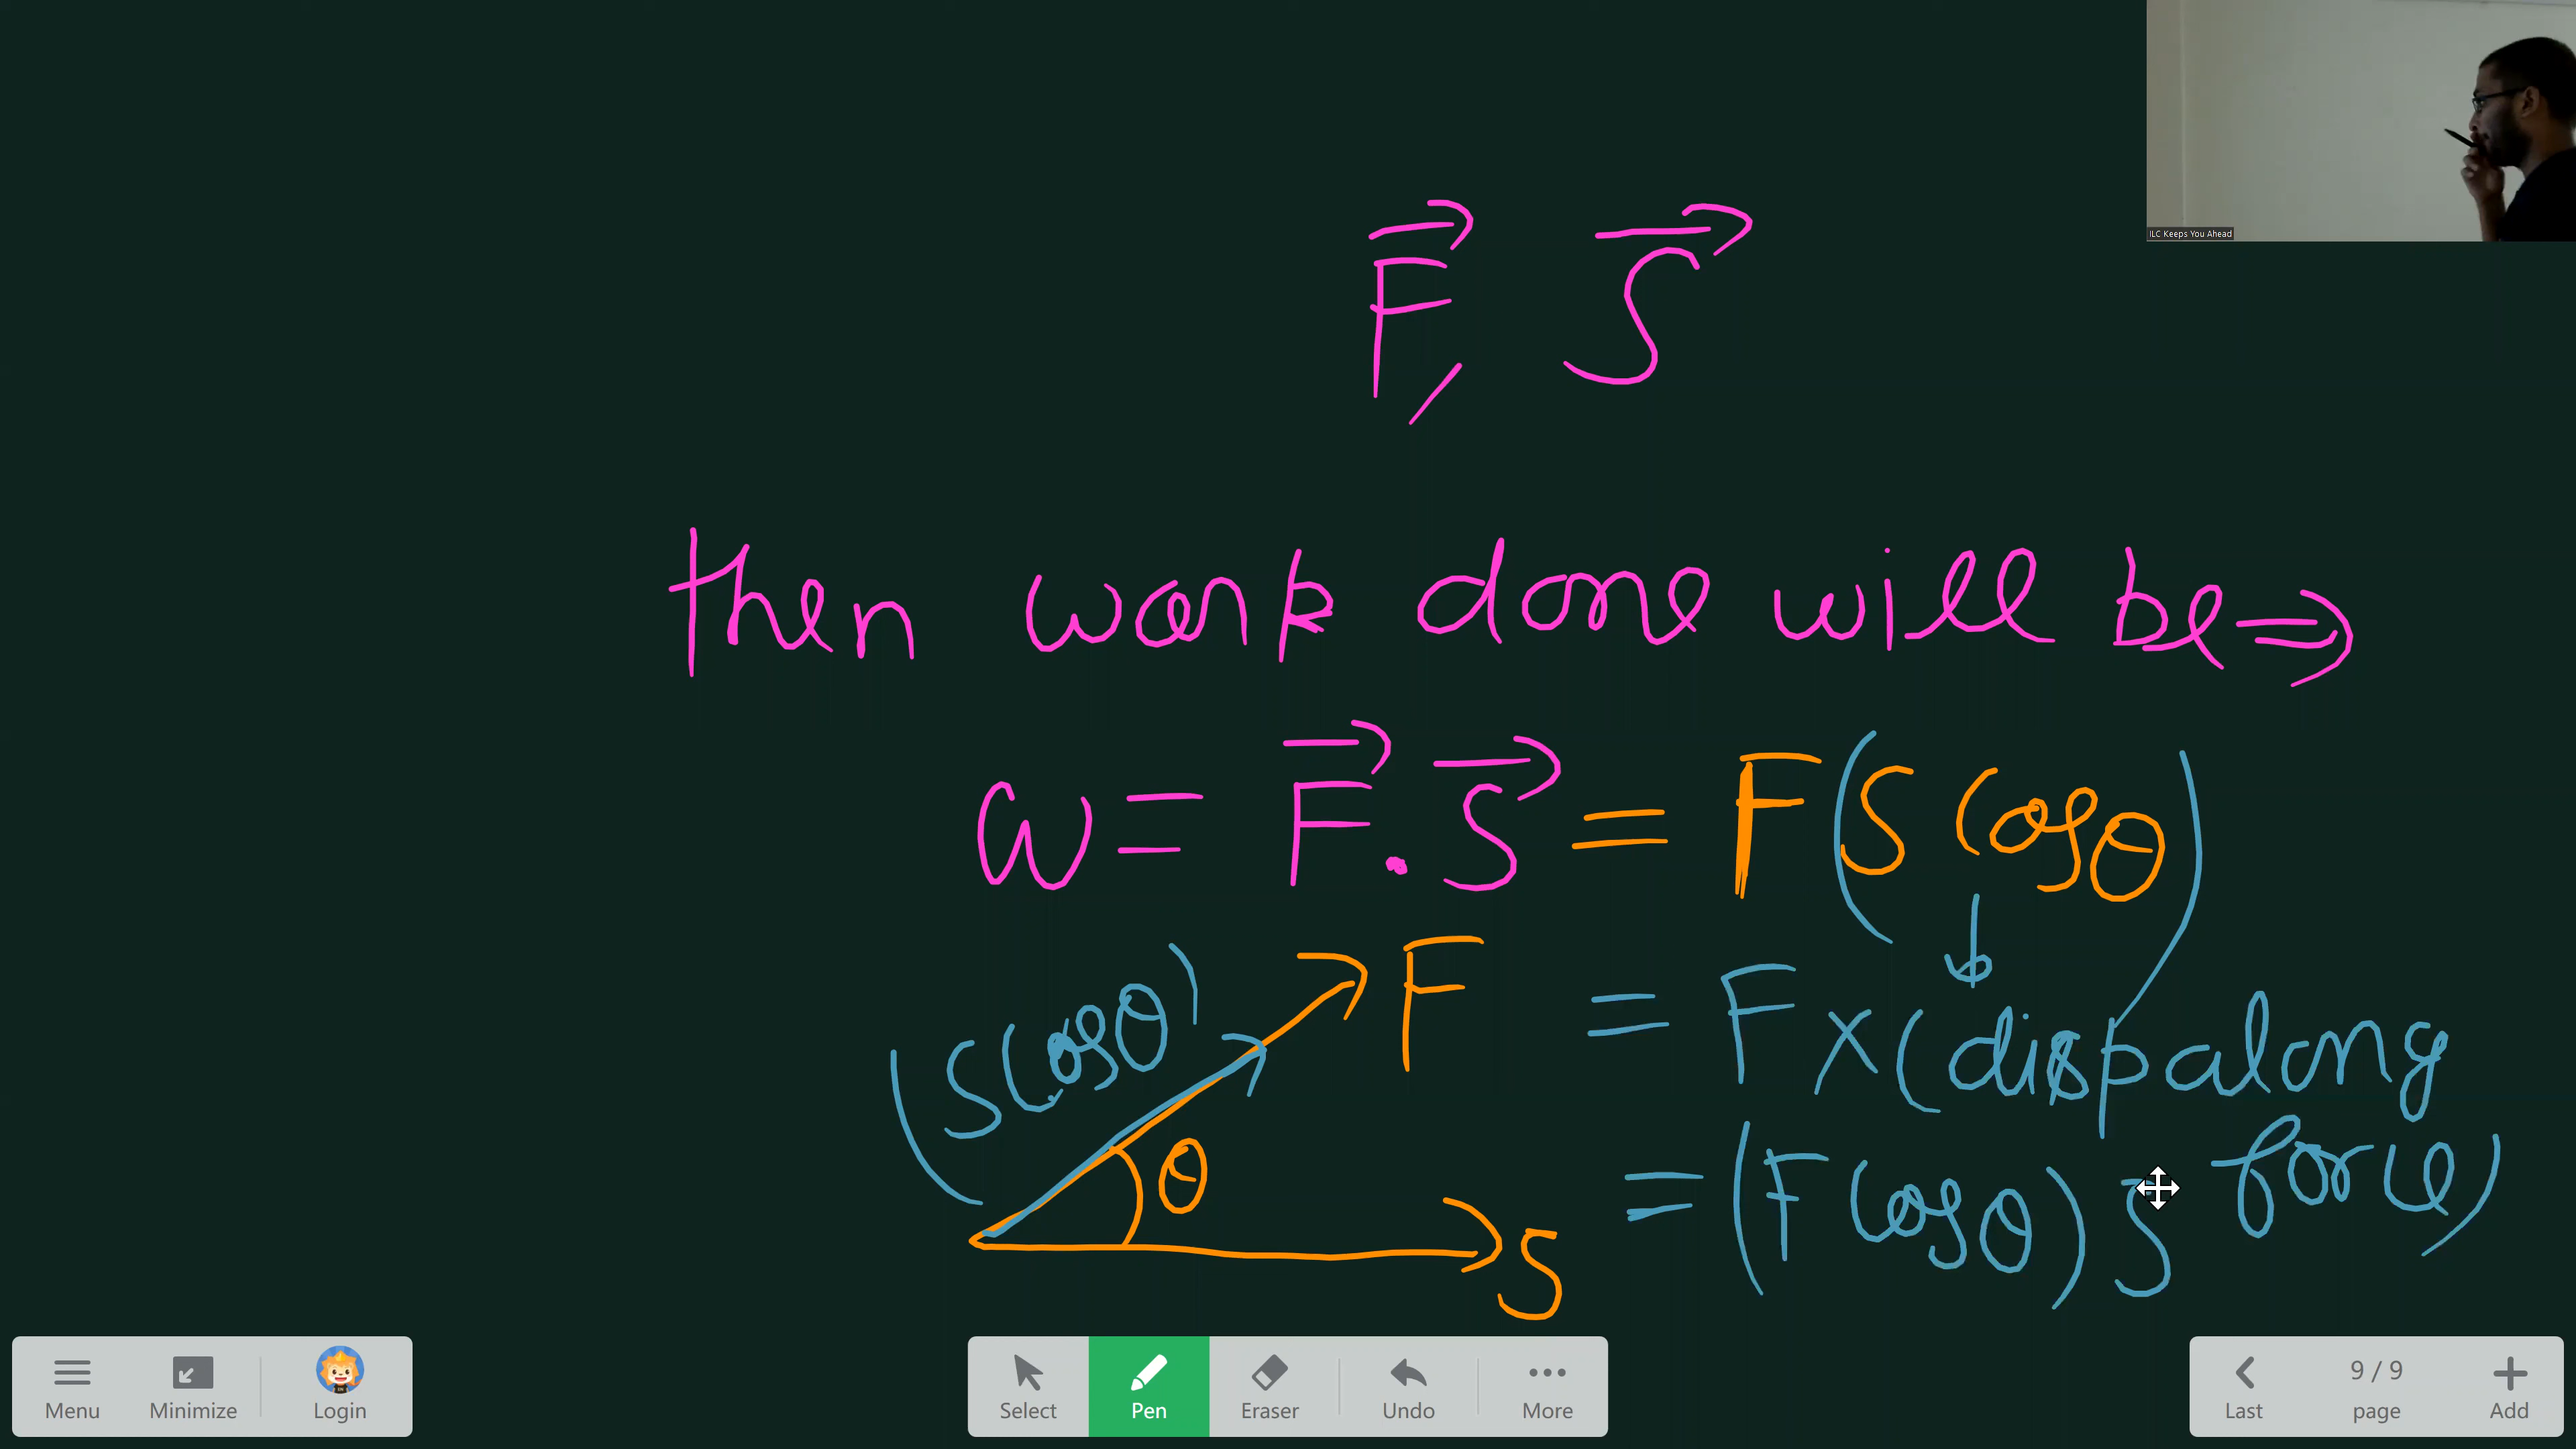 ILC Keeps You Ahead
F⃗, S⃗
then work done will be ⇒
W = F⃗ . S⃗ = F(S cosθ)
(S cosθ) F = F x (disp along
force)
θ = (F cosθ) S
S
Menu Minimize Login Select Pen Eraser Undo More Last 9 / 9 page Add